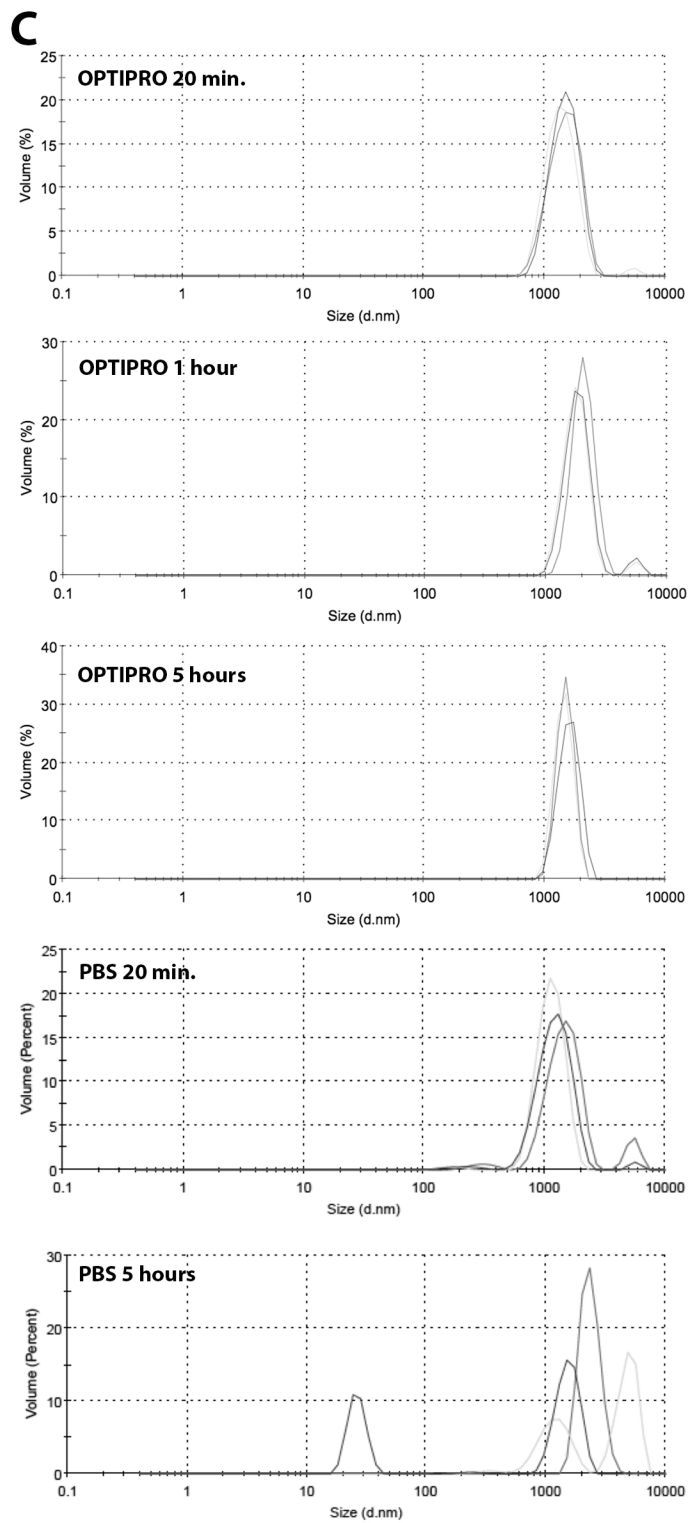 C
OPTIPRO 20 min.
25
20
15
10
5
0
Volume (%)
0.1 1 10 100 1000 10000
Size (d.nm)
OPTIPRO 1 hour
30
20
10
0
Volume (%)
0.1 1 10 100 1000 10000
Size (d.nm)
OPTIPRO 5 hours
40
30
20
10
0
Volume (%)
0.1 1 10 100 1000 10000
Size (d.nm)
PBS 20 min.
25
20
15
10
5
0
Volume (Percent)
0.1 1 10 100 1000 10000
Size (d.nm)
PBS 5 hours
30
20
10
0
Volume (Percent)
0.1 1 10 100 1000 10000
Size (d.nm)